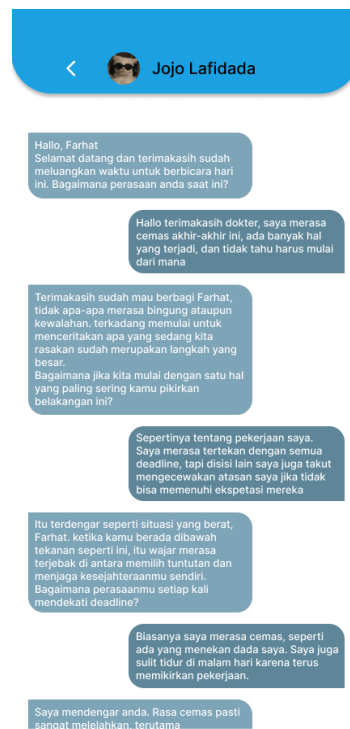 Jojo Lafidada
Hallo, Farhat
Selamat datang dan terimakasih sudah
meluangkan waktu untuk berbicara hari
ini. Bagaimana perasaan anda saat ini?
Hallo terimakasih dokter, saya merasa
cemas akhir-akhir ini, ada banyak hal
yang terjadi, dan tidak tahu harus mulai
dari mana
Terimakasih sudah mau berbagi Farhat,
tidak apa-apa merasa bingung ataupun
kewalahan. terkadang memulai untuk
menceritakan apa yang sedang kita
rasakan sudah merupakan langkah yang
besar.
Bagaimana jika kita mulai dengan satu hal
yang paling sering kamu pikirkan
belakangan ini?
Sepertinya tentang pekerjaan saya.
Saya merasa tertekan dengan semua
deadline, tapi disisi lain saya juga takut
mengecewakan atasan saya jika tidak
bisa memenuhi ekspetasi mereka
Itu terdengar seperti situasi yang berat,
Farhat. ketika kamu berada dibawah
tekanan seperti ini, itu wajar merasa
terjebak di antara memilih tuntutan dan
menjaga kesejahteraanmu sendiri.
Bagaimana perasaanmu setiap kali
mendekati deadline?
Biasanya saya merasa cemas, seperti
ada yang menekan dada saya. Saya juga
sulit tidur di malam hari karena terus
memikirkan pekerjaan.
Saya mendengar anda. Rasa cemas pasti
sangat melelahkan, terutama